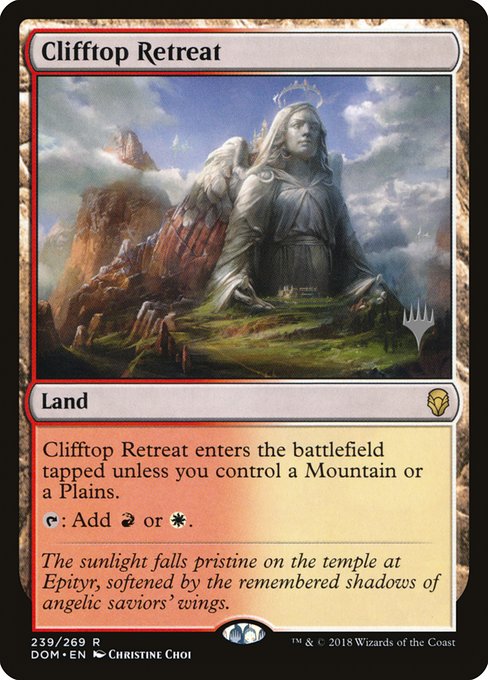 Clifftop Retreat
Land
Clifftop Retreat enters the battlefield
tapped unless you control a Mountain or
a Plains.
: Add or .
The sunlight falls pristine on the temple at
Epityr, softened by the remembered shadows of
angelic saviors' wings.
239/269 R
DOM • EN Christine Choi
™ & © 2018 Wizards of the Coast